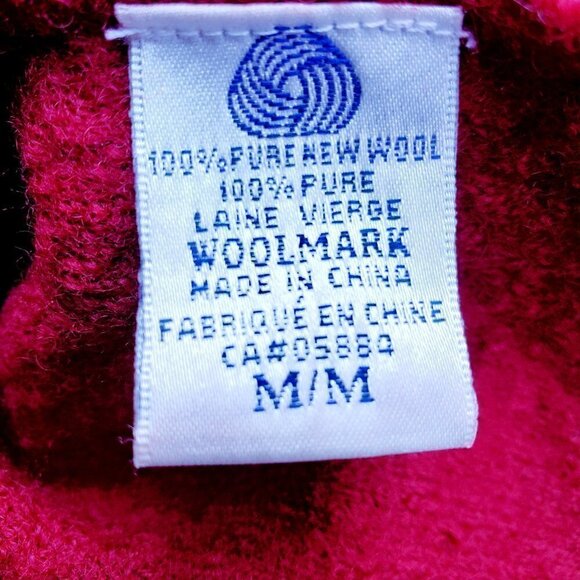 100% PURE NEW WOOL
100% PURE
LAINE VIERGE
WOOLMARK
MADE IN CHINA
FABRIQUÉ EN CHINE
CA#05884
M/M